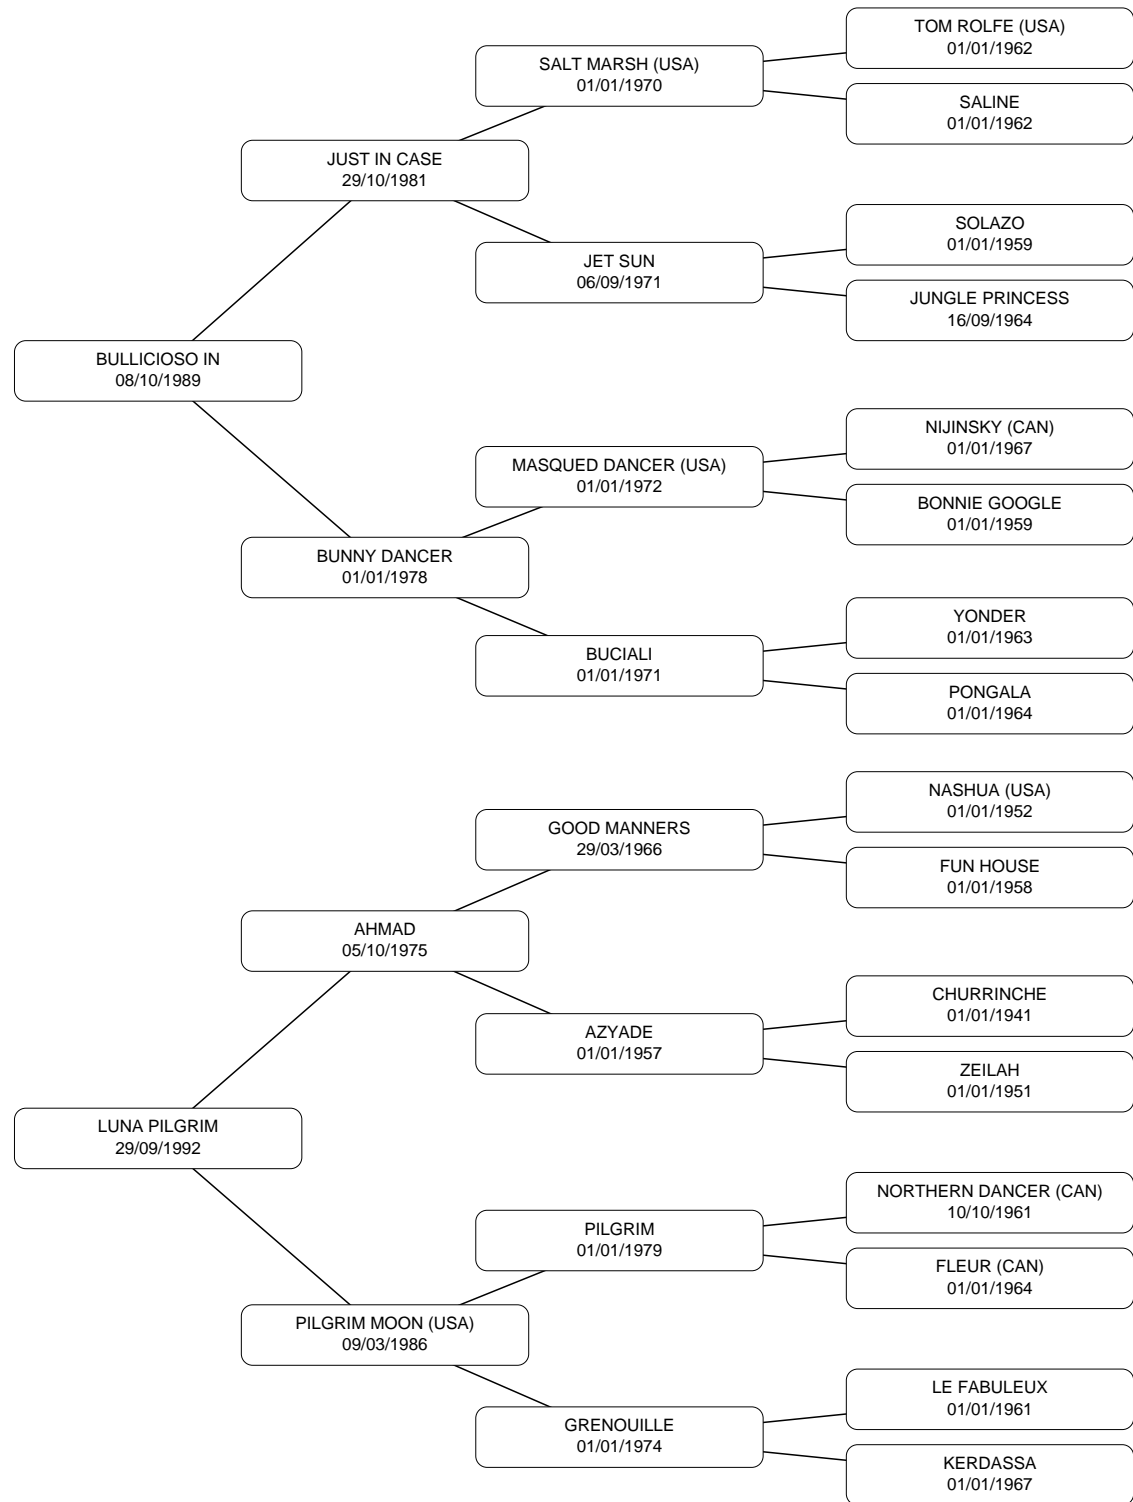 TOM ROLFE (USA)
01/01/1962
SALT MARSH (USA)
01/01/1970
SALINE
01/01/1962
JUST IN CASE
29/10/1981
SOLAZO
01/01/1959
JET SUN
06/09/1971
JUNGLE PRINCESS
16/09/1964
BULLICIOSO IN
08/10/1989
NIJINSKY (CAN)
01/01/1967
MASQUED DANCER (USA)
01/01/1972
BONNIE GOOGLE
01/01/1959
BUNNY DANCER
01/01/1978
YONDER
01/01/1963
BUCIALI
01/01/1971
PONGALA
01/01/1964
NASHUA (USA)
01/01/1952
GOOD MANNERS
29/03/1966
FUN HOUSE
01/01/1958
AHMAD
05/10/1975
CHURRINCHE
01/01/1941
AZYADE
01/01/1957
ZEILAH
01/01/1951
LUNA PILGRIM
29/09/1992
NORTHERN DANCER (CAN)
10/10/1961
PILGRIM
01/01/1979
FLEUR (CAN)
01/01/1964
PILGRIM MOON (USA)
09/03/1986
LE FABULEUX
01/01/1961
GRENOUILLE
01/01/1974
KERDASSA
01/01/1967